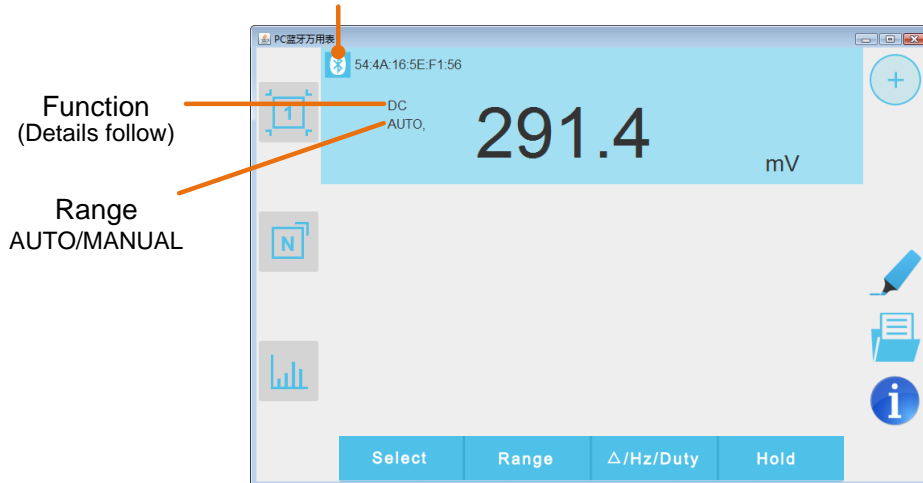 PC蓝牙万用表
54:4A:16:5E:F1:56
Function
(Details follow)
DC
AUTO,
291.4
mV
1
Range
AUTO/MANUAL
N
i
Select
Range
△/Hz/Duty
Hold